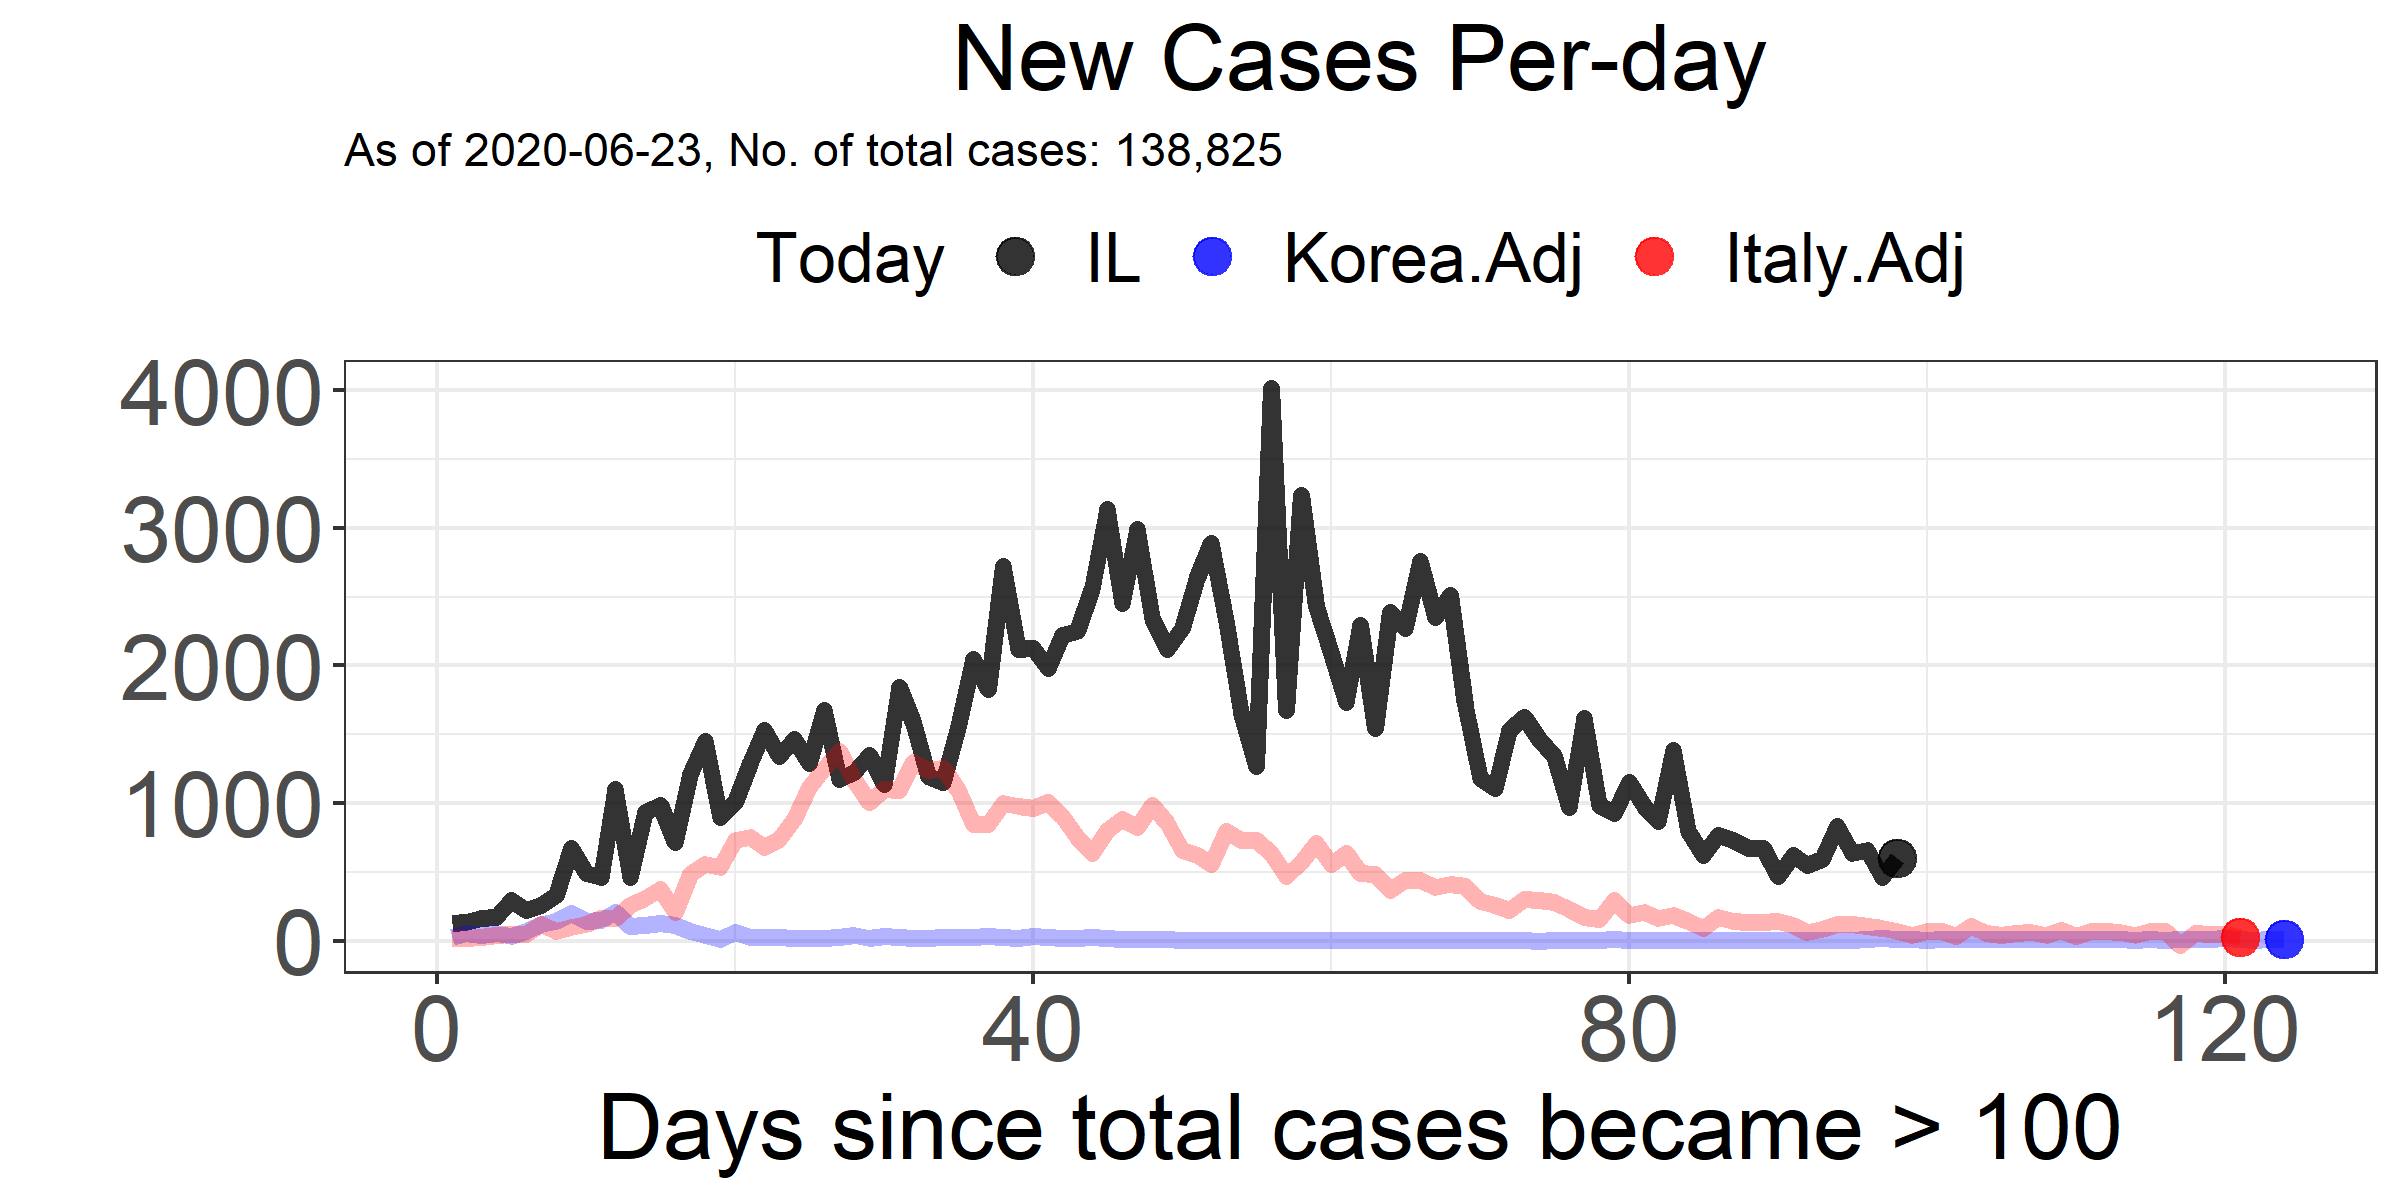 New Cases Per-day
As of 2020-06-23, No. of total cases: 138,825
Today IL Korea.Adj Italy.Adj
4000
3000
2000
1000
0
0 40 80 120
Days since total cases became > 100